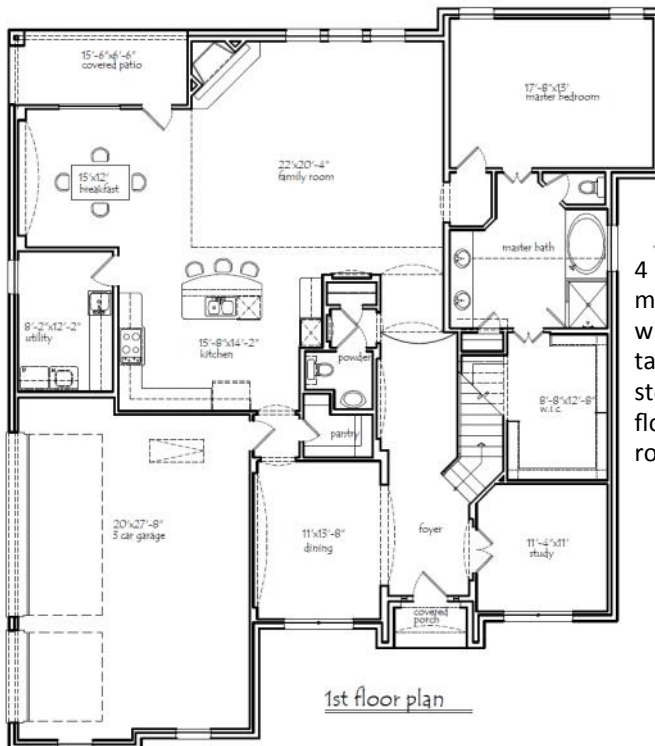 15'-6"x6'-6"
covered patio
17'-8"x13'
master bedroom
22'x20'-4"
family room
15'x12'
breakfast
master bath
8'-2"x12'-2"
utility
15'-8"x14'-2"
kitchen
powder
8'-8"x12'-8"
w.i.c.
pantry
20'x27'-8"
3 car garage
11'x13'-8"
dining
foyer
11'-4"x11'
study
covered
porch
1st floor plan
4
m
w
ta
st
flo
ro